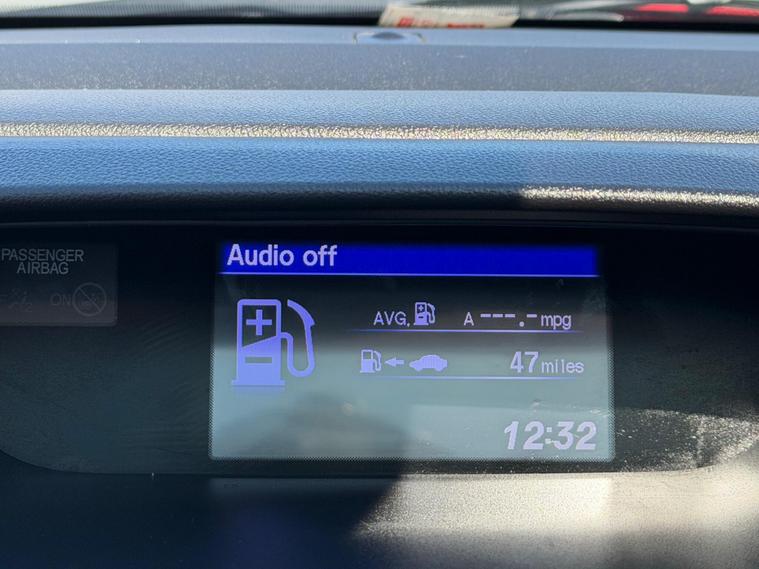 PASSENGER
AIRBAG
ON
Audio off
AVG. A ---.- mpg
47 miles
12:32